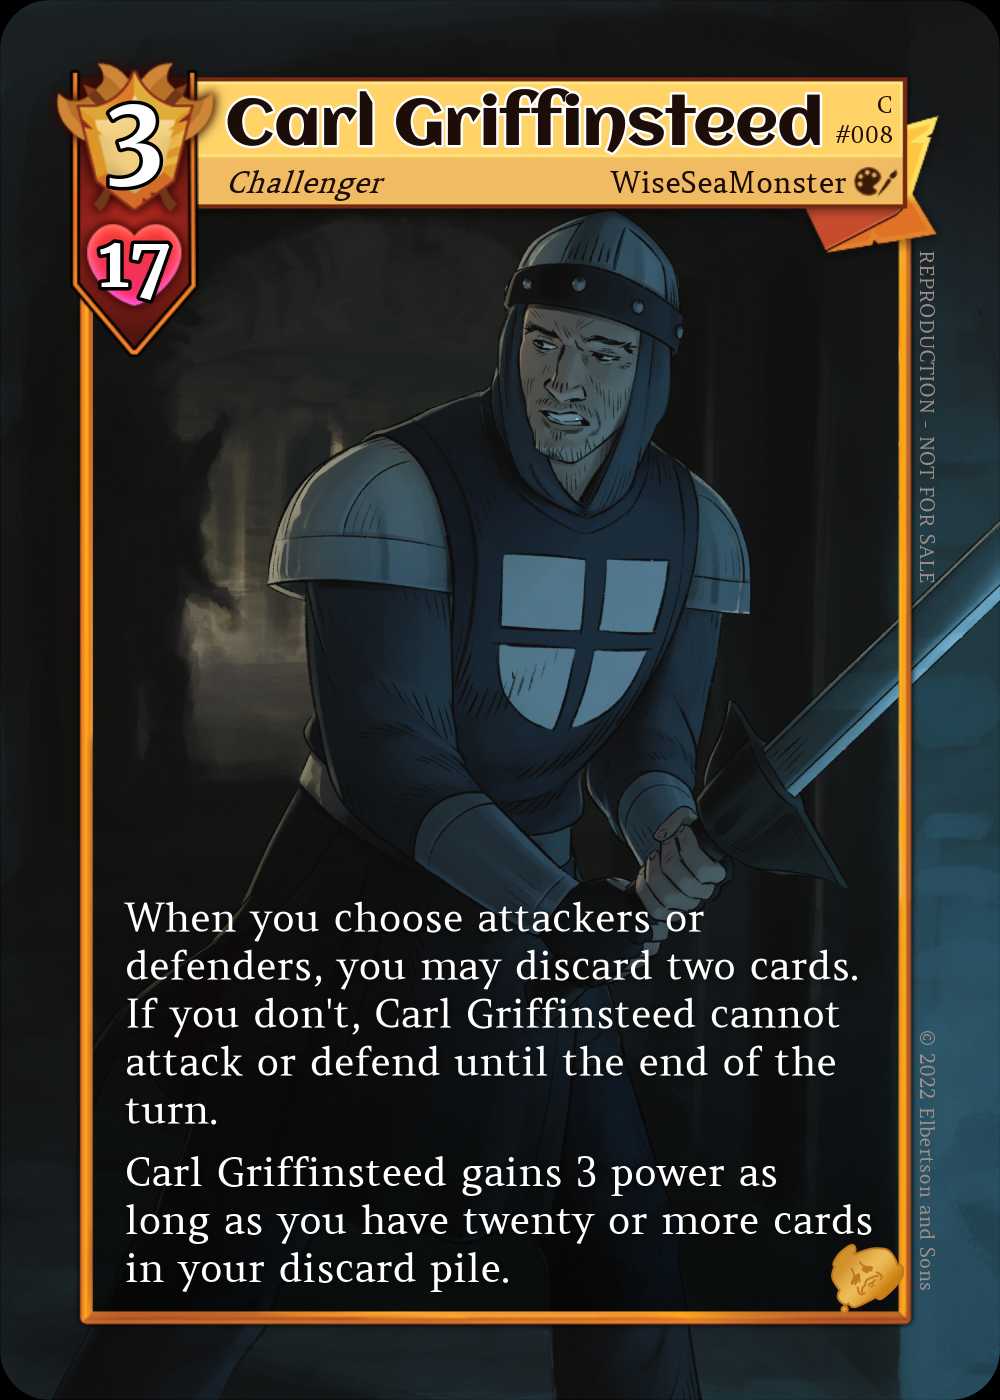 3
Carl Griffinsteed
C
#008
Challenger
WiseSeaMonster
17
REPRODUCTION - NOT FOR SALE
When you choose attackers or
defenders, you may discard two cards.
If you don't, Carl Griffinsteed cannot
attack or defend until the end of the
turn.
Carl Griffinsteed gains 3 power as
long as you have twenty or more cards
in your discard pile.
© 2022 Elbertson and Sons